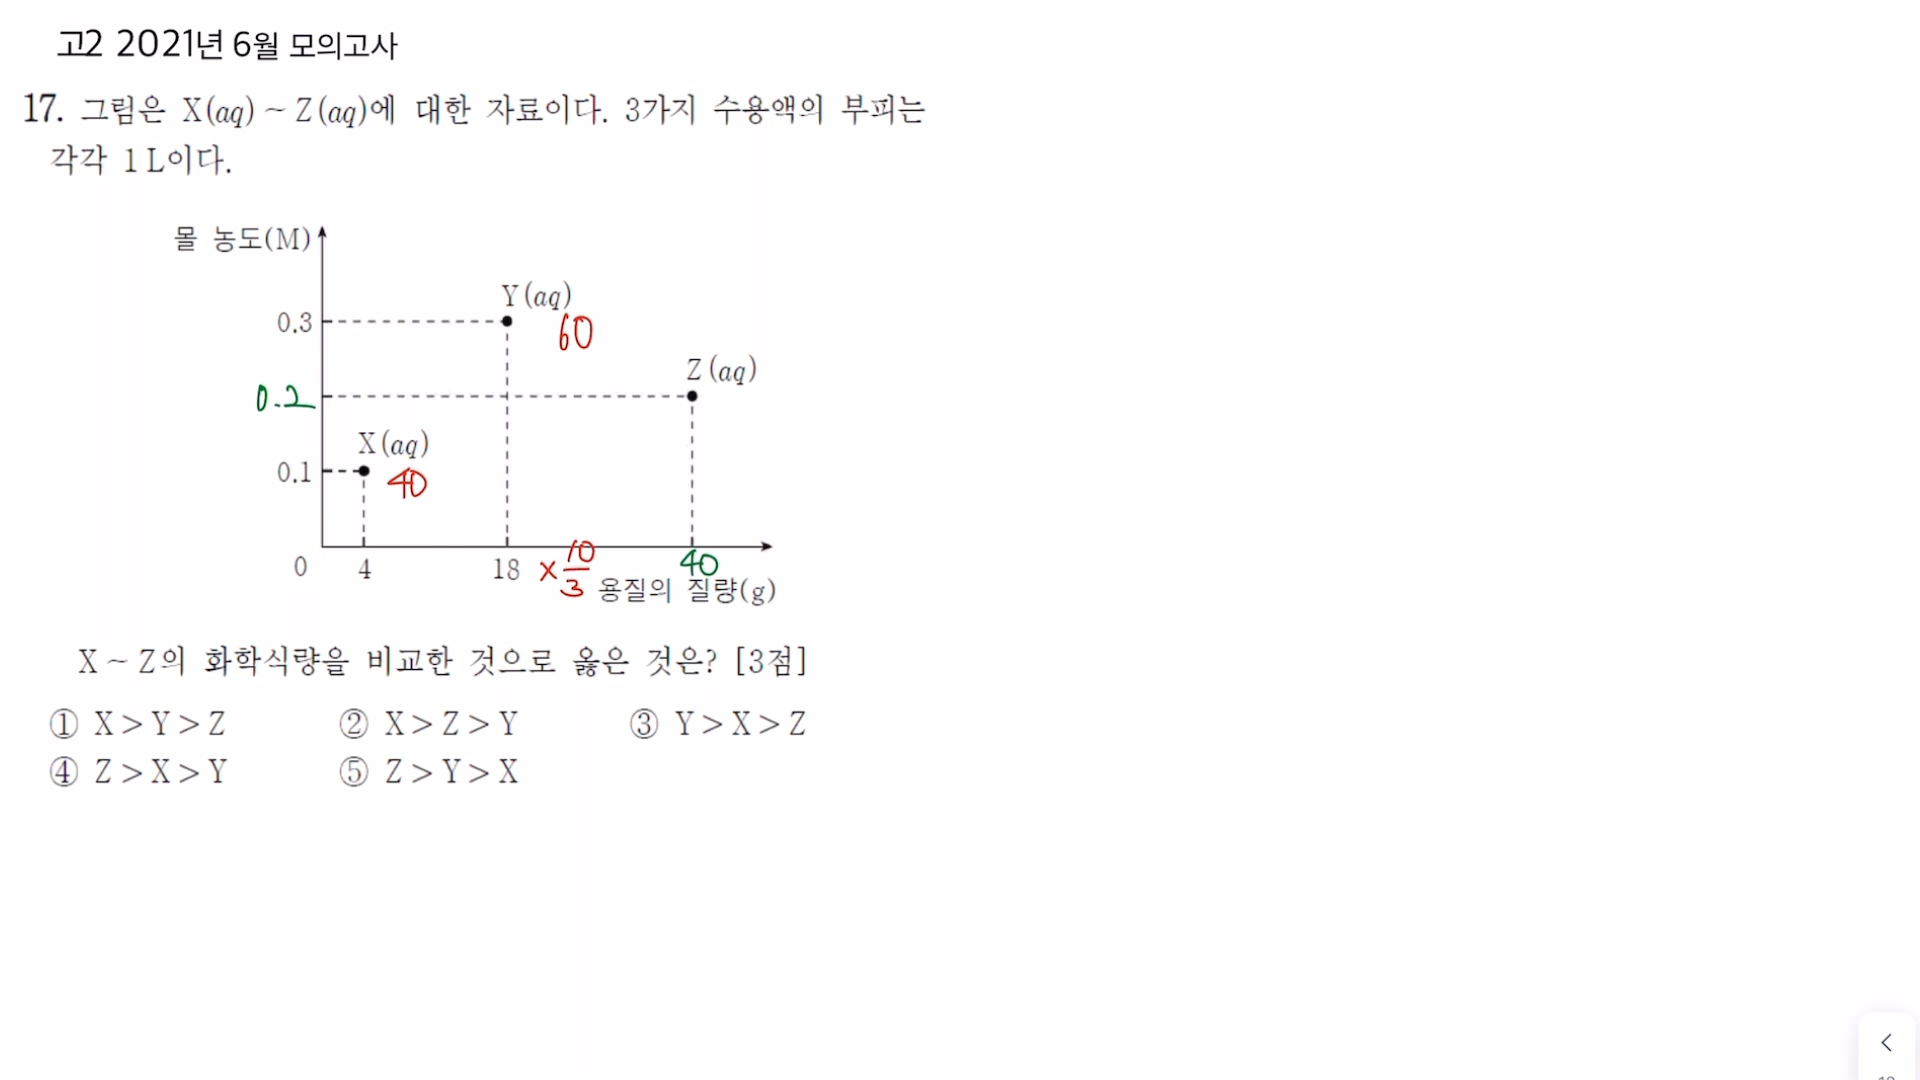 고2 2021년 6월 모의고사
17. 그림은 X(aq) ~ Z(aq)에 대한 자료이다. 3가지 수용액의 부피는
각각 1 L이다.
몰 농도(M)
Y(aq)
0.3
60
Z(aq)
0.2
X(aq)
0.1
40
0
4
18
× 10/3
40
용질의 질량(g)
X ~ Z의 화학식량을 비교한 것으로 옳은 것은? [3점]
① X > Y > Z ② X > Z > Y ③ Y > X > Z
④ Z > X > Y ⑤ Z > Y > X